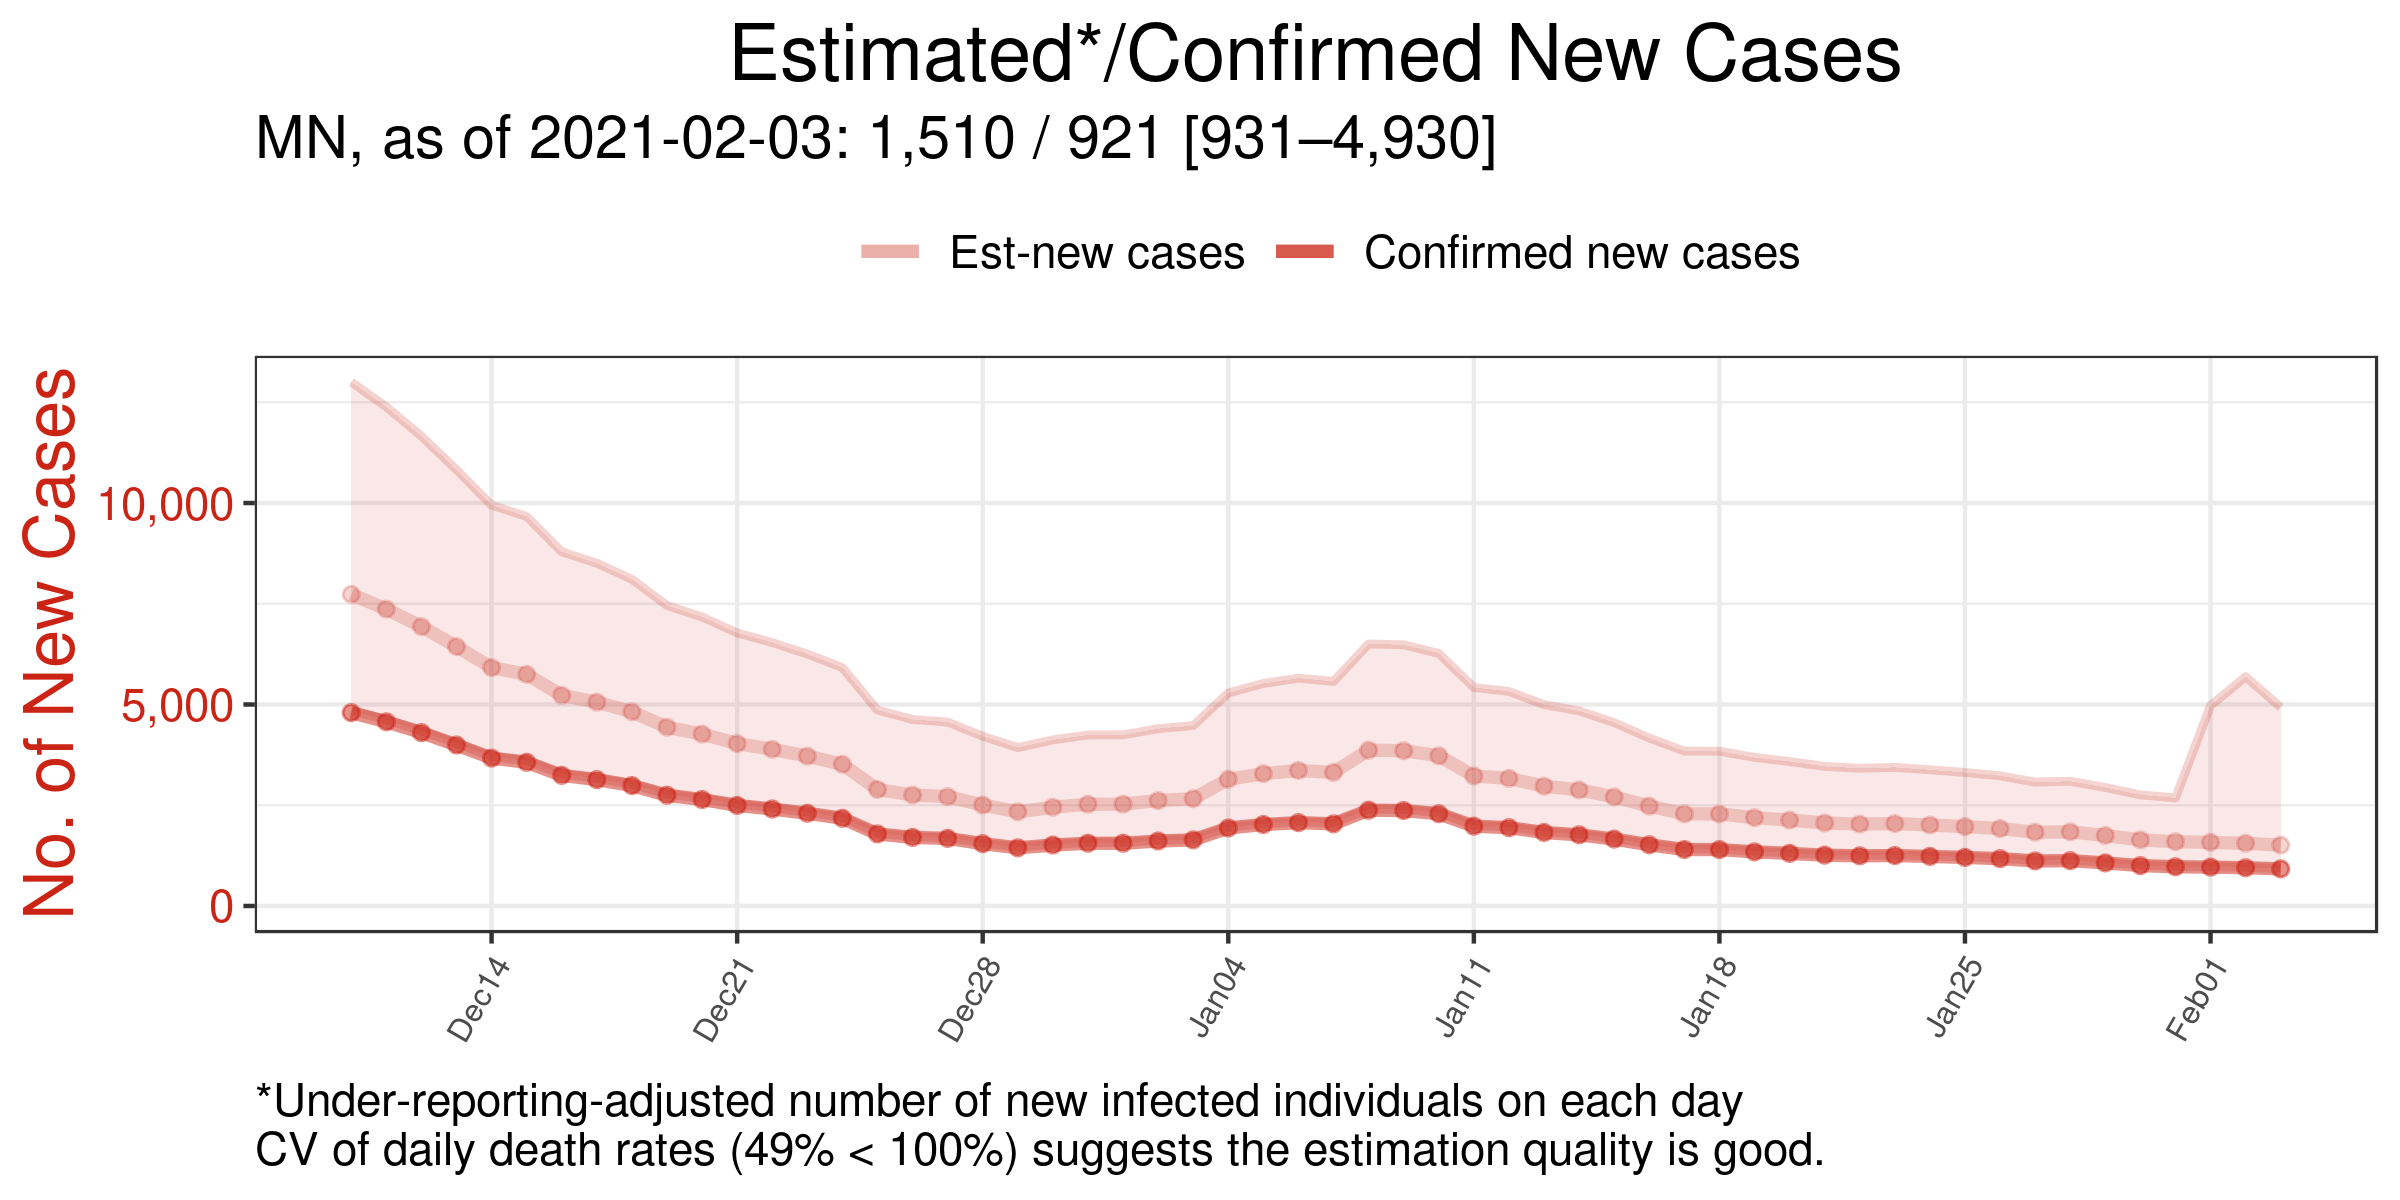 Estimated*/Confirmed New Cases
MN, as of 2021-02-03: 1,510 / 921 [931–4,930]
Est-new cases
Confirmed new cases
No. of New Cases
10,000
5,000
0
Dec14
Dec21
Dec28
Jan04
Jan11
Jan18
Jan25
Feb01
*Under-reporting-adjusted number of new infected individuals on each day
CV of daily death rates (49% < 100%) suggests the estimation quality is good.